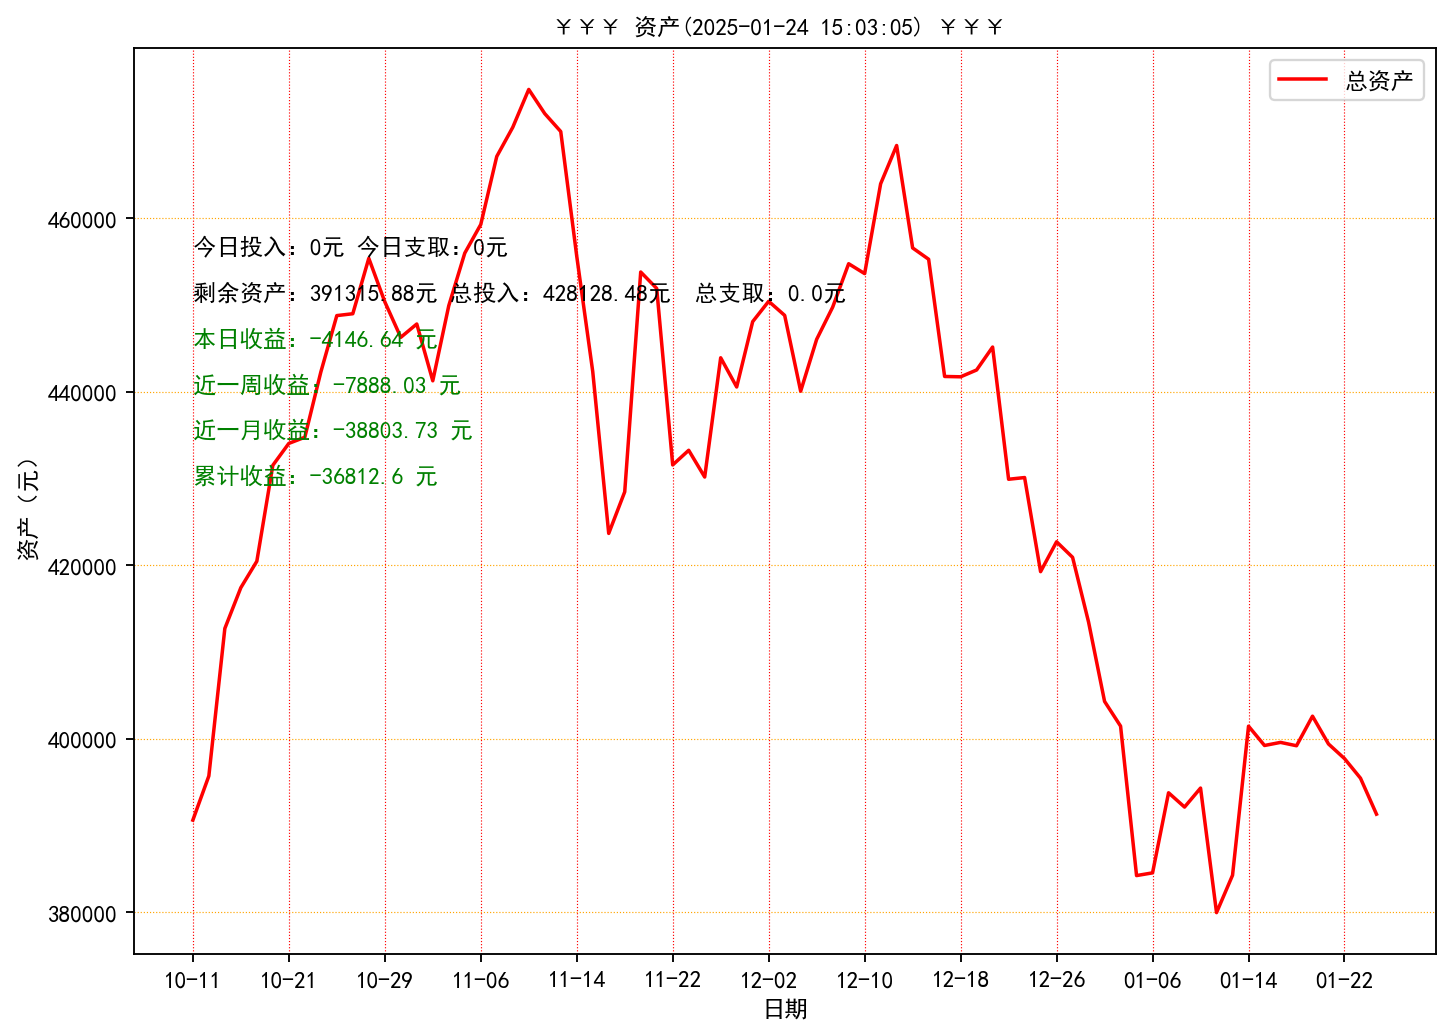 ￥￥￥ 资产(2025-01-24 15:03:05) ￥￥￥
总资产
460000
今日投入：0元 今日支取：0元
剩余资产：391315.88元 总投入：428128.48元 总支取：0.0元
本日收益：-4146.64 元
近一周收益：-7888.03 元
440000
近一月收益：-38803.73 元
累计收益：-36812.6 元
资产（元）
420000
400000
380000
10-11 10-21 10-29 11-06 11-14 11-22 12-02 12-10 12-18 12-26 01-06 01-14 01-22
日期